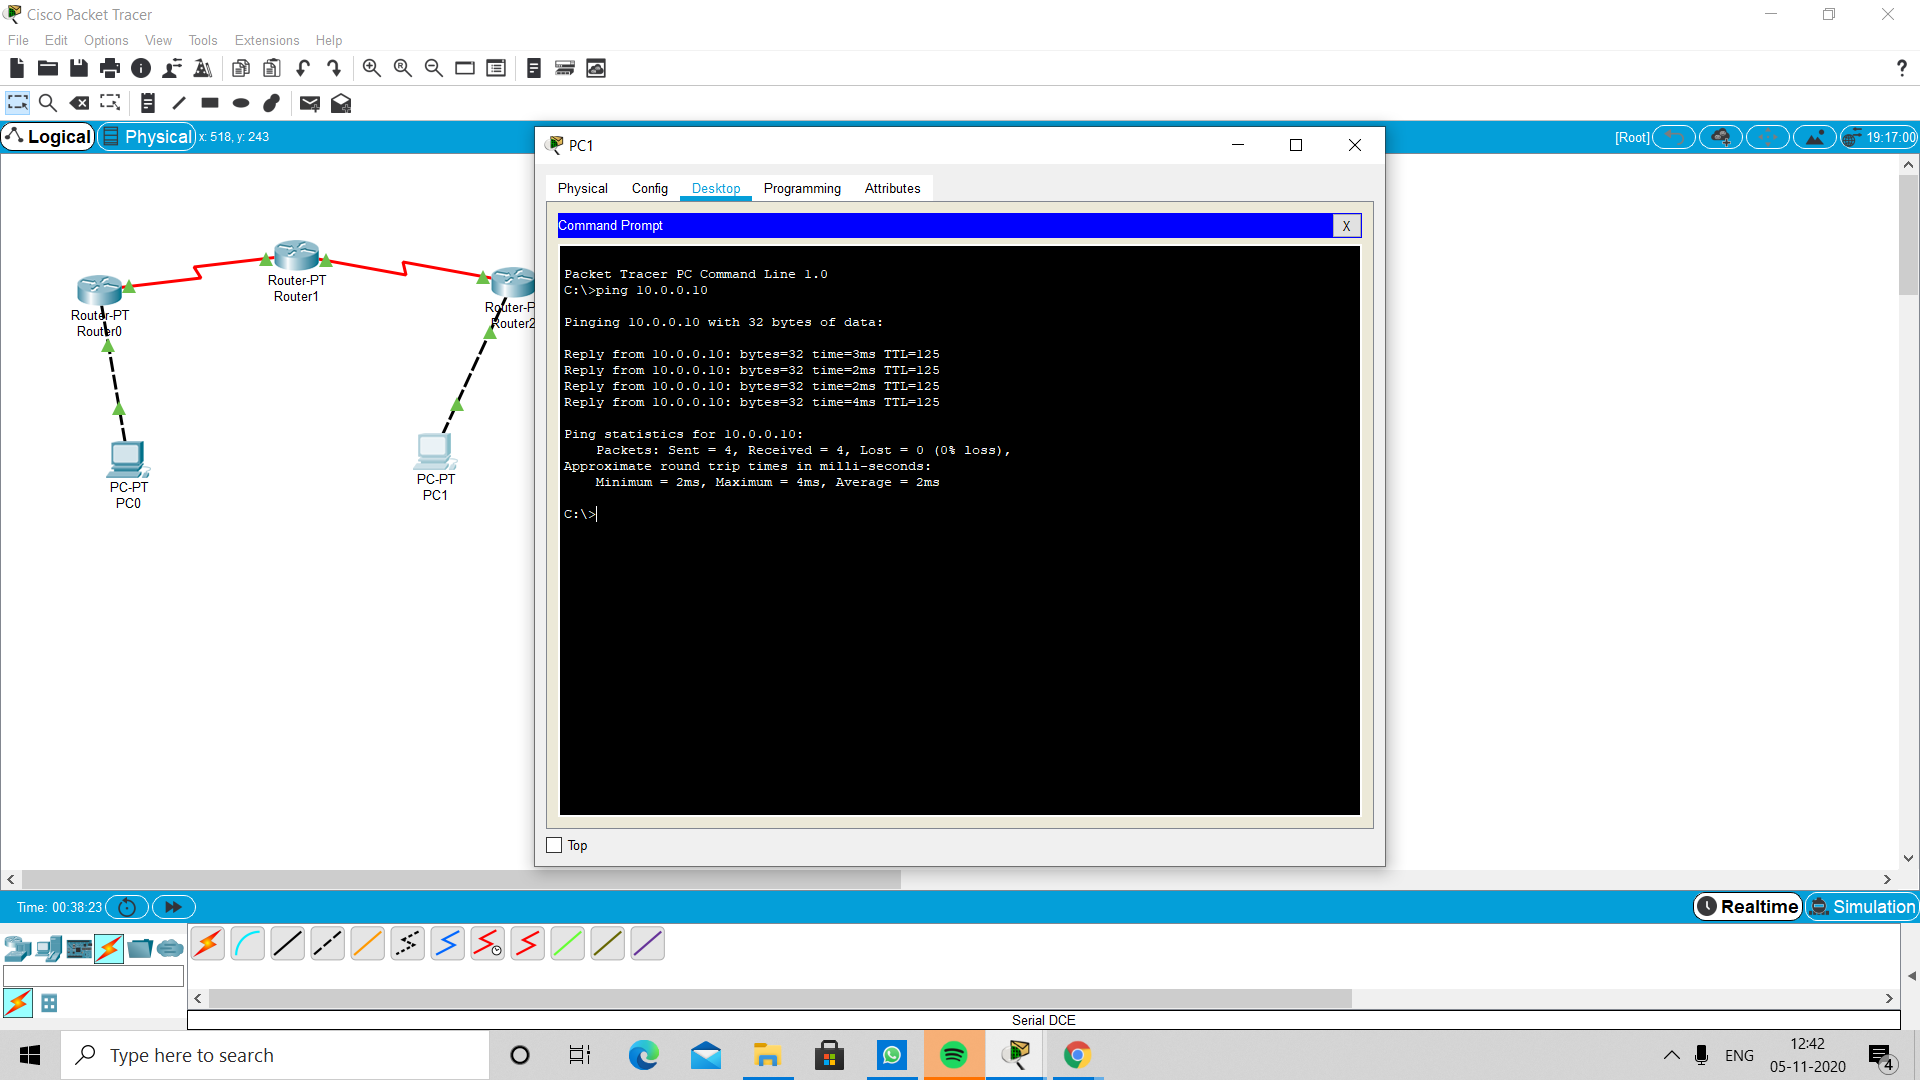 Cisco Packet Tracer
File Edit Options View Tools Extensions Help
Logical Physical x: 518, y: 243
[Root] 19:17:00
Router-PT
Router0
Router-PT
Router1
Router-P
Router2
PC-PT
PC0
PC-PT
PC1
PC1
Physical Config Desktop Programming Attributes
Command Prompt X
Packet Tracer PC Command Line 1.0
C:\>ping 10.0.0.10
Pinging 10.0.0.10 with 32 bytes of data:
Reply from 10.0.0.10: bytes=32 time=3ms TTL=125
Reply from 10.0.0.10: bytes=32 time=2ms TTL=125
Reply from 10.0.0.10: bytes=32 time=2ms TTL=125
Reply from 10.0.0.10: bytes=32 time=4ms TTL=125
Ping statistics for 10.0.0.10:
Packets: Sent = 4, Received = 4, Lost = 0 (0% loss),
Approximate round trip times in milli-seconds:
Minimum = 2ms, Maximum = 4ms, Average = 2ms
C:\>
Top
Time: 00:38:23
Realtime Simulation
Serial DCE
Type here to search
ENG
12:42
05-11-2020
4